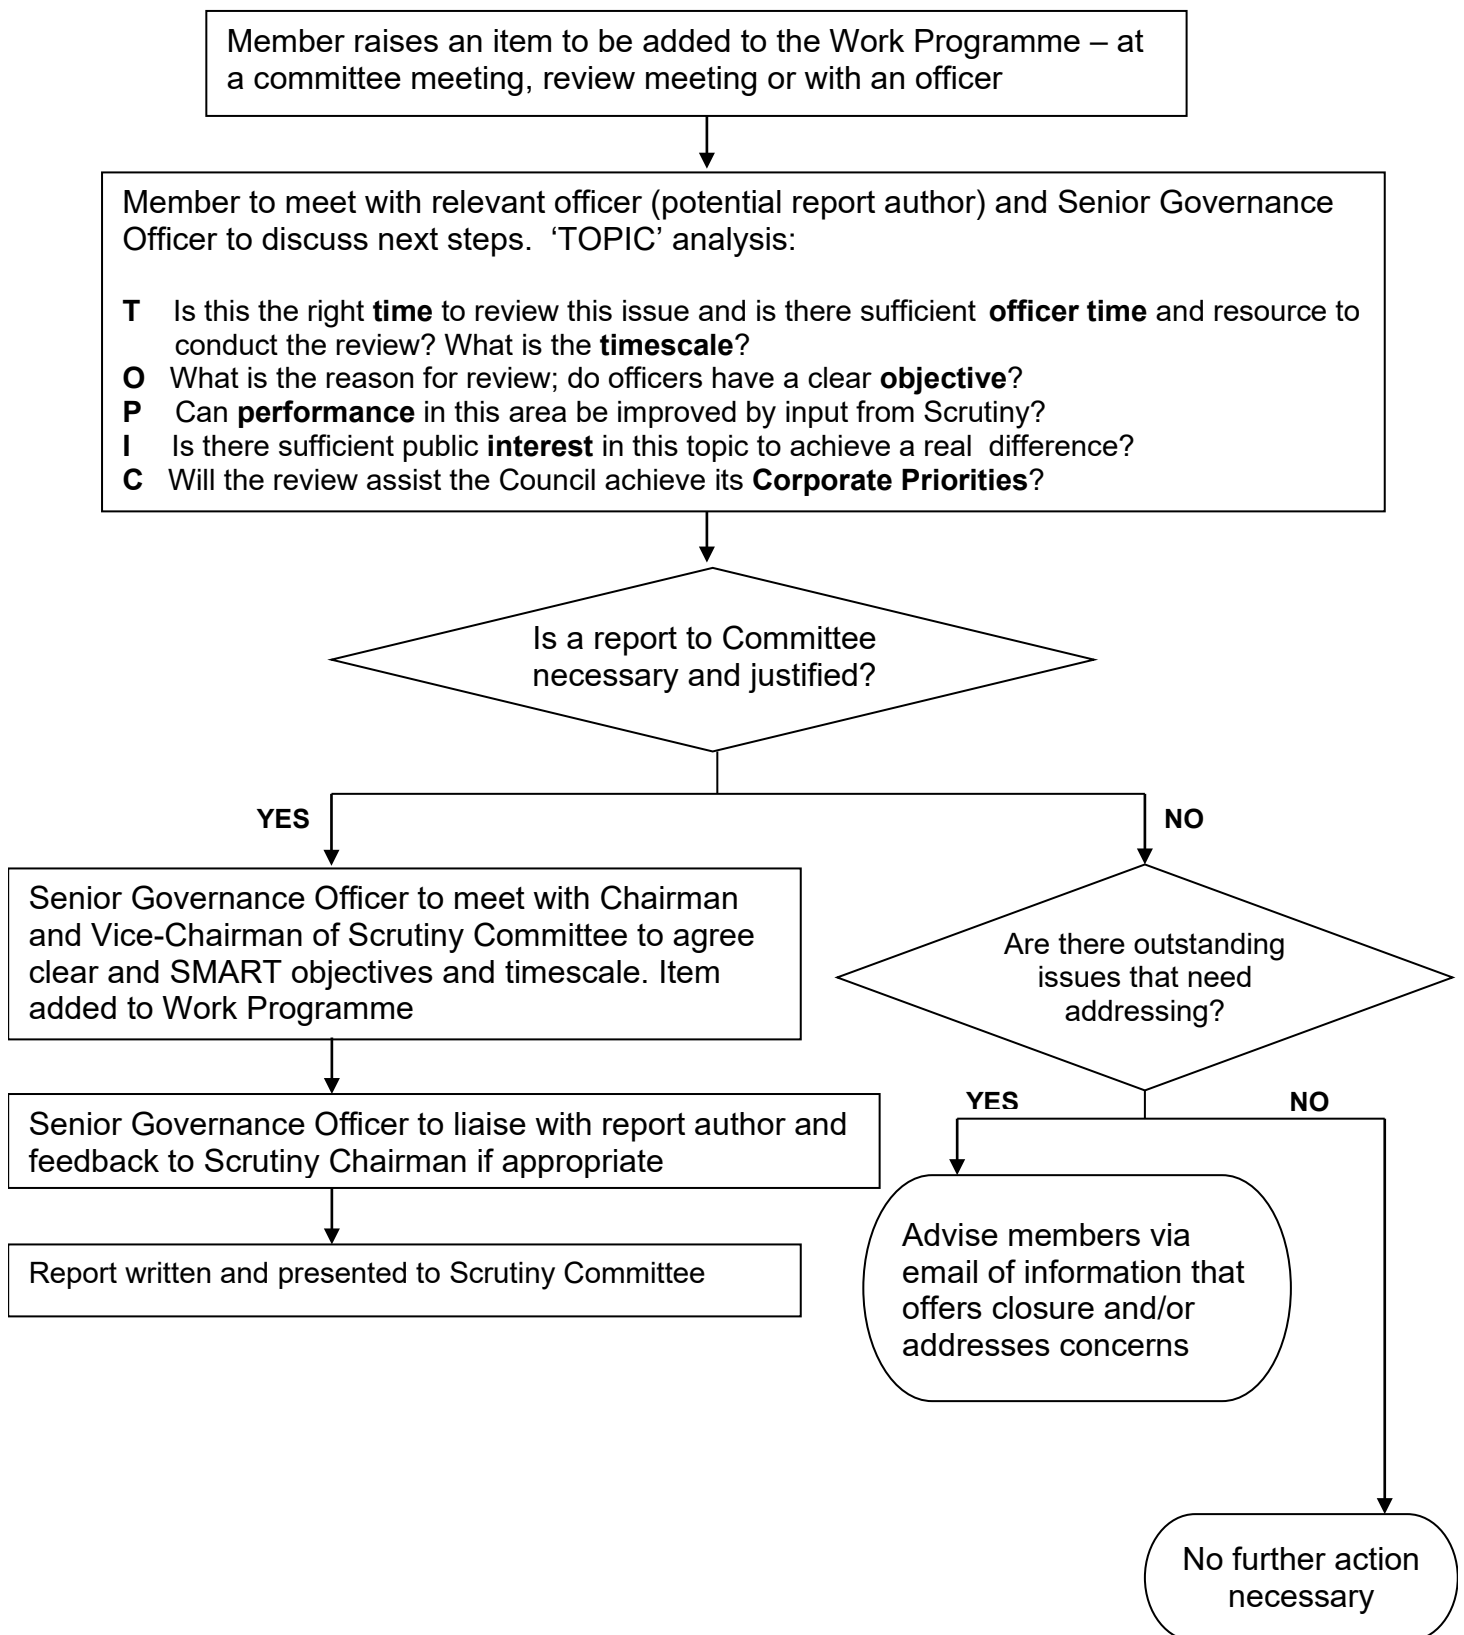 Member raises an item to be added to the Work Programme – at
a committee meeting, review meeting or with an officer
Member to meet with relevant officer (potential report author) and Senior Governance
Officer to discuss next steps.  ‘TOPIC’ analysis:
T Is this the right time to review this issue and is there sufficient officer time and resource to
conduct the review? What is the timescale?
O What is the reason for review; do officers have a clear objective?
P Can performance in this area be improved by input from Scrutiny?
I Is there sufficient public interest in this topic to achieve a real difference?
C Will the review assist the Council achieve its Corporate Priorities?
Is a report to Committee
necessary and justified?
YES
NO
Senior Governance Officer to meet with Chairman
and Vice-Chairman of Scrutiny Committee to agree
clear and SMART objectives and timescale. Item
added to Work Programme
Are there outstanding
issues that need
addressing?
YES
NO
Senior Governance Officer to liaise with report author and
feedback to Scrutiny Chairman if appropriate
Advise members via
email of information that
offers closure and/or
addresses concerns
Report written and presented to Scrutiny Committee
No further action
necessary